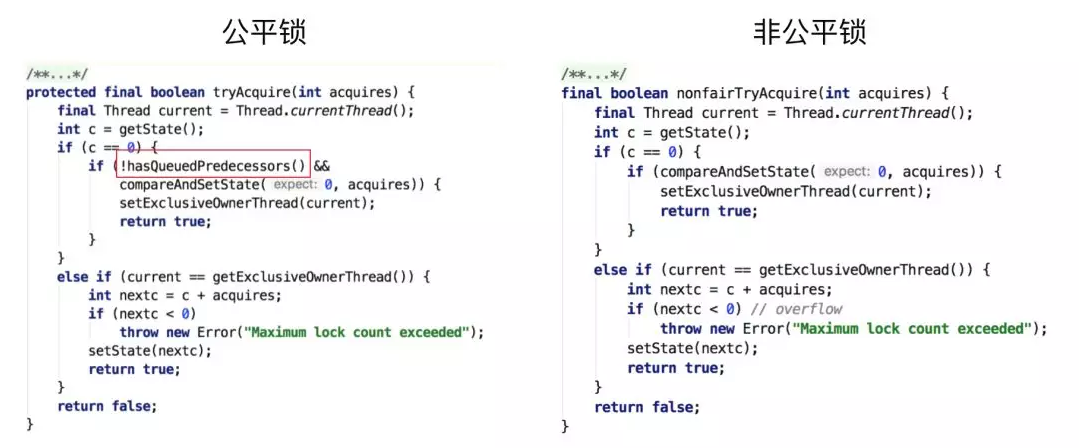 公平锁
/**...*/
protected final boolean tryAcquire(int acquires) {
final Thread current = Thread.currentThread();
int c = getState();
if (c == 0) {
if (!hasQueuedPredecessors() &&
compareAndSetState( expect: 0, acquires)) {
setExclusiveOwnerThread(current);
return true;
}
}
else if (current == getExclusiveOwnerThread()) {
int nextc = c + acquires;
if (nextc < 0)
throw new Error("Maximum lock count exceeded");
setState(nextc);
return true;
}
return false;
}
非公平锁
/**...*/
final boolean nonfairTryAcquire(int acquires) {
final Thread current = Thread.currentThread();
int c = getState();
if (c == 0) {
if (compareAndSetState( expect: 0, acquires)) {
setExclusiveOwnerThread(current);
return true;
}
}
else if (current == getExclusiveOwnerThread()) {
int nextc = c + acquires;
if (nextc < 0) // overflow
throw new Error("Maximum lock count exceeded");
setState(nextc);
return true;
}
return false;
}